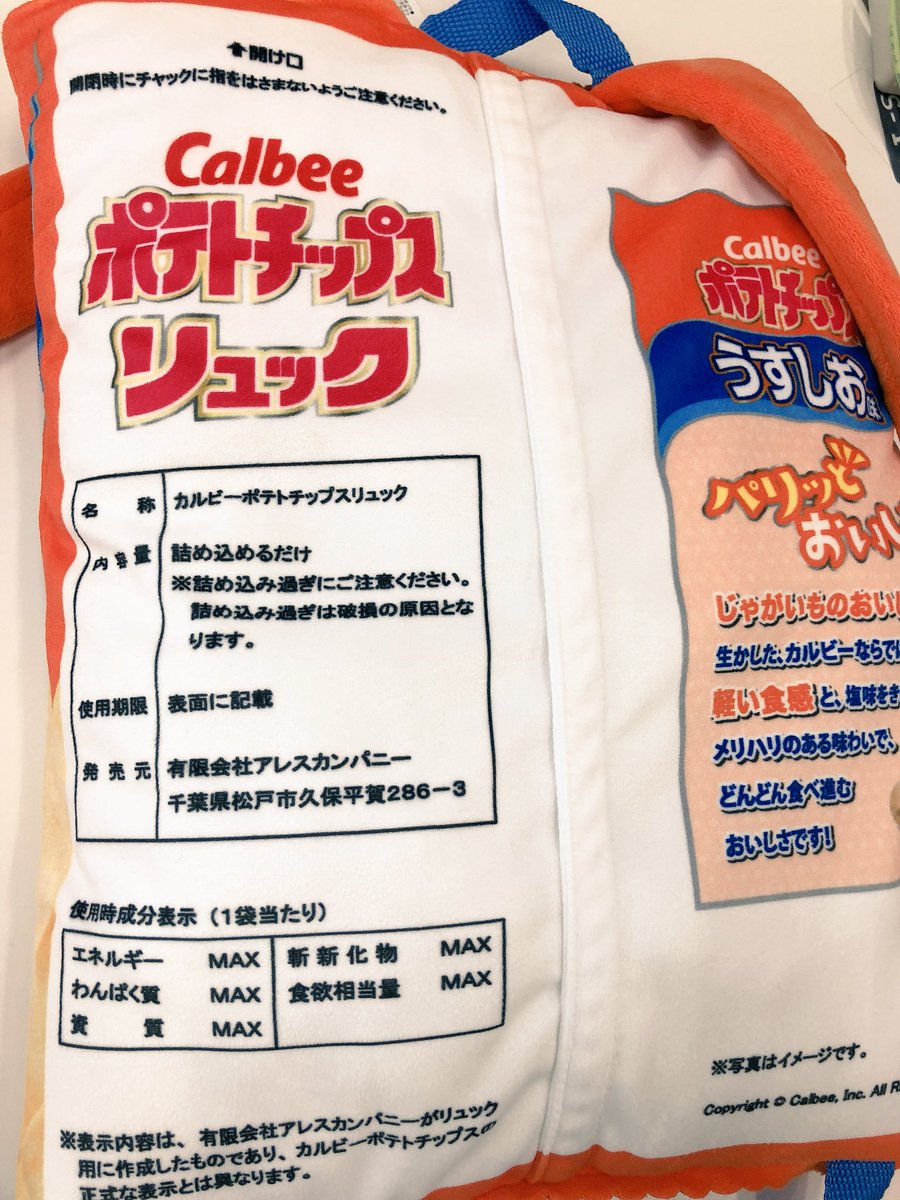 開け口
開閉時にチャックに指をはさまないようご注意ください。
Calbee
ポテトチップス
リュック
名称 カルビーポテトチップスリュック
内容量 詰め込めるだけ
※詰め込み過ぎにご注意ください。
詰め込み過ぎは破損の原因とな
ります。
使用期限 表面に記載
発売元 有限会社アレスカンパニー
千葉県松戸市久保平賀286-3
使用時成分表示（1袋当たり）
エネルギー MAX
わんぱく質 MAX
資質 MAX
斬新化物 MAX
食欲相当量 MAX
※表示内容は、有限会社アレスカンパニーがリュック
用に作成したものであり、カルビーポテトチップスの
正式な表示とは異なります。
Calbee
ポテトチップ
うすしお味
パリッと
おいし
じゃがいものおい
生かした、カルビーならで
軽い食感と、塩味をき
メリハリのある味わいで、
どんどん食べ進む
おいしさです!
※写真はイメージです。
Copyright © Calbee, Inc. All